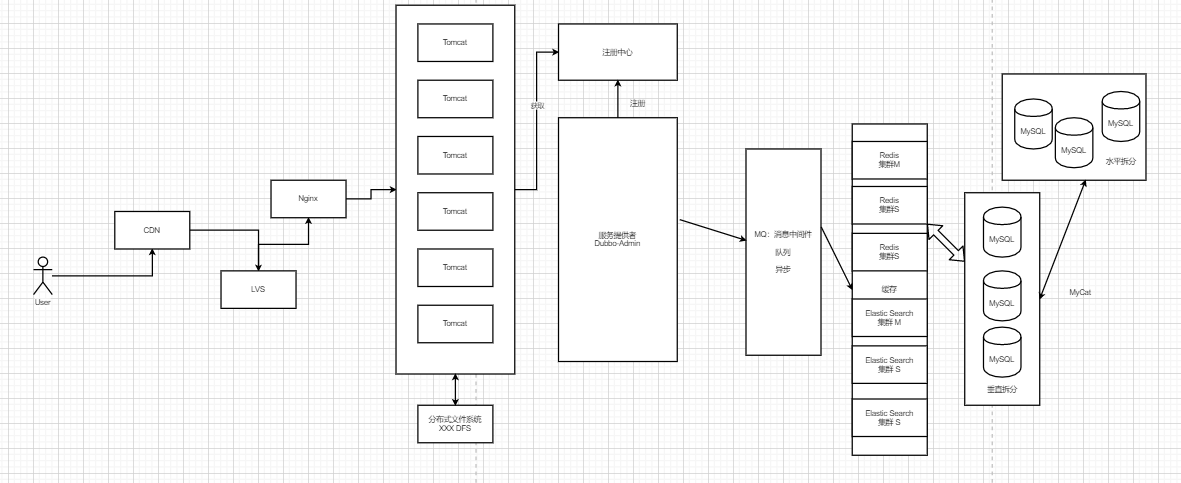 User
CDN
LVS
Nginx
Tomcat
Tomcat
Tomcat
Tomcat
Tomcat
Tomcat
分布式文件系统
XXX DFS
获取
注册中心
注册
服务提供者
Dubbo-Admin
MQ：消息中间件
队列
异步
Redis
集群M
Redis
集群S
Redis
集群S
缓存
Elastic Search
集群 M
Elastic Search
集群 S
Elastic Search
集群 S
MySQL
MySQL
MySQL
垂直拆分
MyCat
MySQL
MySQL
MySQL
水平拆分